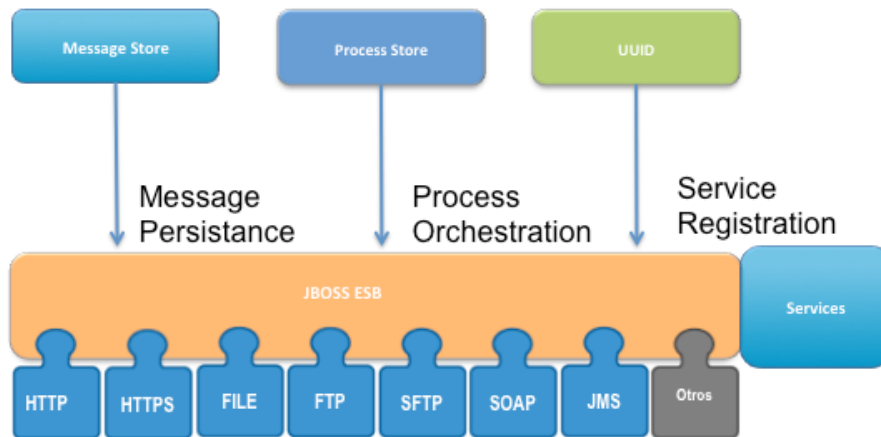 Message Store
Process Store
UUID
Message
Persistance
Process
Orchestration
Service
Registration
JBOSS ESB
Services
HTTP
HTTPS
FILE
FTP
SFTP
SOAP
JMS
Otros